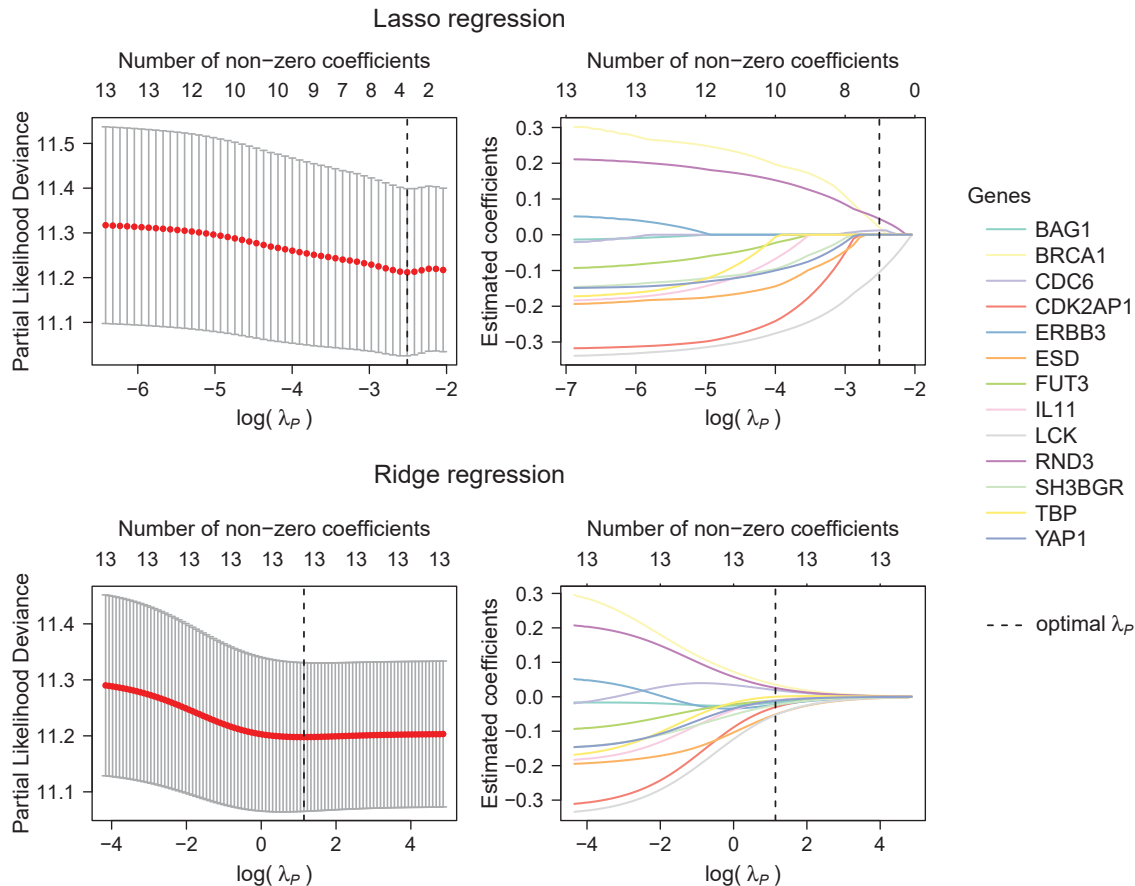 Lasso regression
Number of non−zero coefficients
13 13 12 10 10 9 7 8 4 2
Partial Likelihood Deviance
11.5
11.4
11.3
11.2
11.1
−6 −5 −4 −3 −2
log( λP )
Number of non−zero coefficients
13 13 12 10 8 0
Estimated coefficients
0.3
0.2
0.1
0.0
−0.1
−0.2
−0.3
−7 −6 −5 −4 −3 −2
log( λP )
Ridge regression
Number of non−zero coefficients
13 13 13 13 13 13 13 13 13
Partial Likelihood Deviance
11.4
11.3
11.2
11.1
−4 −2 0 2 4
log( λP )
Number of non−zero coefficients
13 13 13 13 13
Estimated coefficients
0.3
0.2
0.1
0.0
−0.1
−0.2
−0.3
−4 −2 0 2 4
log( λP )
Genes
BAG1
BRCA1
CDC6
CDK2AP1
ERBB3
ESD
FUT3
IL11
LCK
RND3
SH3BGR
TBP
YAP1
optimal λP